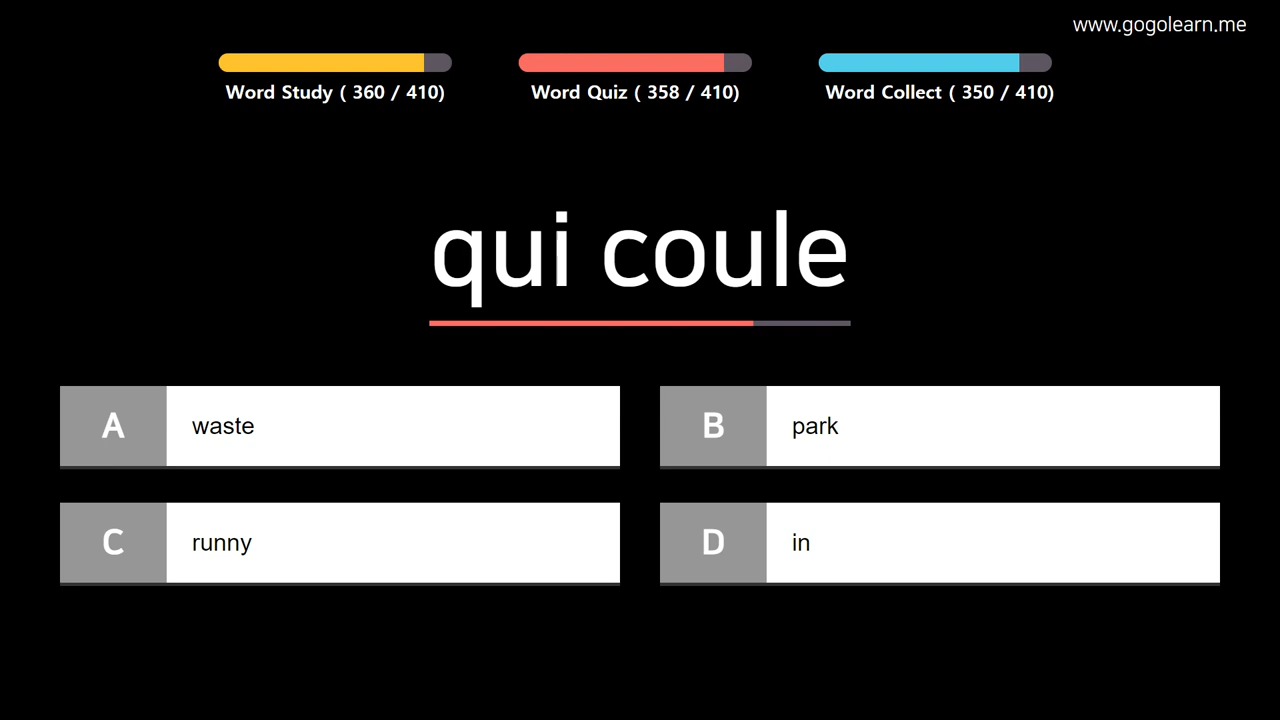 www.gogolearn.me
Word Study ( 360 / 410)
Word Quiz ( 358 / 410)
Word Collect ( 350 / 410)
qui coule
A waste
B park
C runny
D in